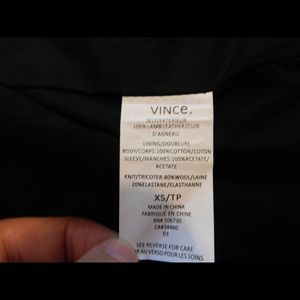 VINCE.
SELF/EXTERIEUR
100% LAMB LEATHER/CUIR
D'AGNEAU
LINING/DOUBLURE
BODY/CORPS: 100%COTTON/COTON
SLEEVE/MANCHES: 100%ACETATE/
ACETATE
KNIT/TRICOTER: 80%WOOL/LAINE
20%ELASTANE/ELASTHANNE
XS/TP
MADE IN CHINA
FABRIQUÉ EN CHINE
RN# 106730
CA#34460
03
SEE REVERSE FOR CARE
AU VERSO POUR LES SOINS